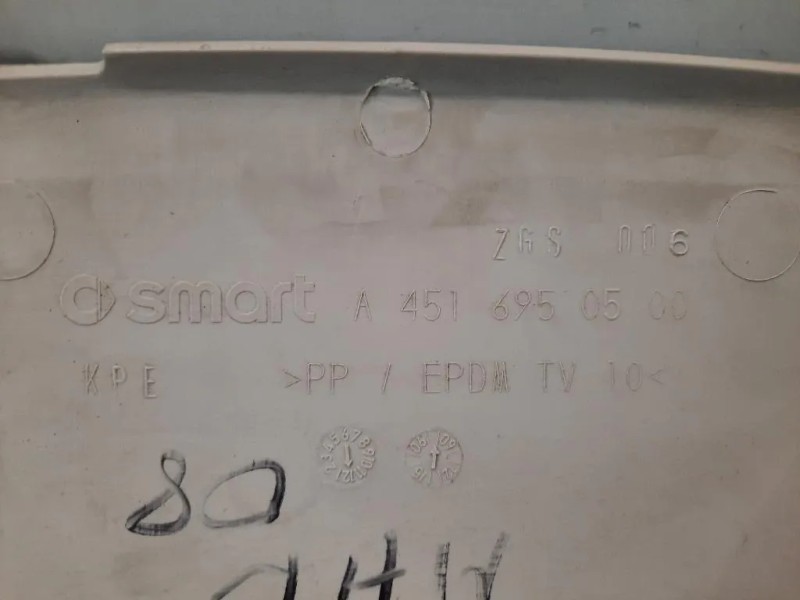 ZGS 006
smart A 451 695 05 00
KPE >PP / EPDM TV 10<
80